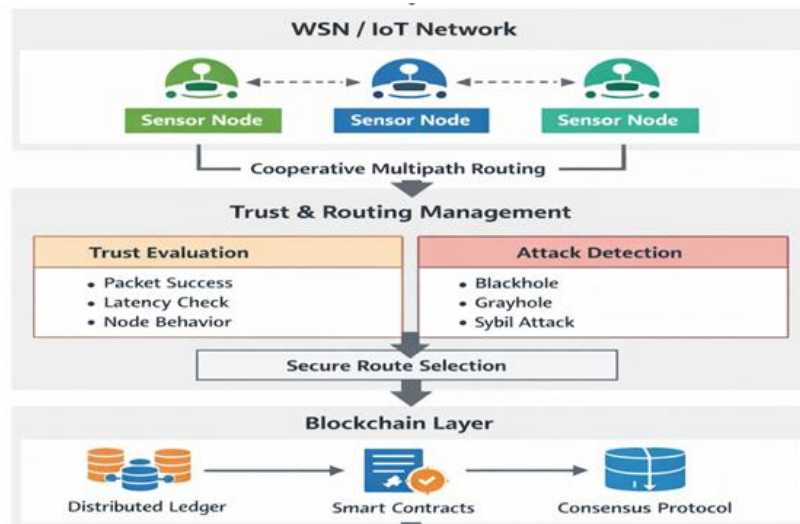 WSN / IoT Network
Sensor Node Sensor Node Sensor Node
Cooperative Multipath Routing
Trust & Routing Management
Trust Evaluation
• Packet Success
• Latency Check
• Node Behavior
Attack Detection
• Blackhole
• Grayhole
• Sybil Attack
Secure Route Selection
Blockchain Layer
Distributed Ledger Smart Contracts Consensus Protocol